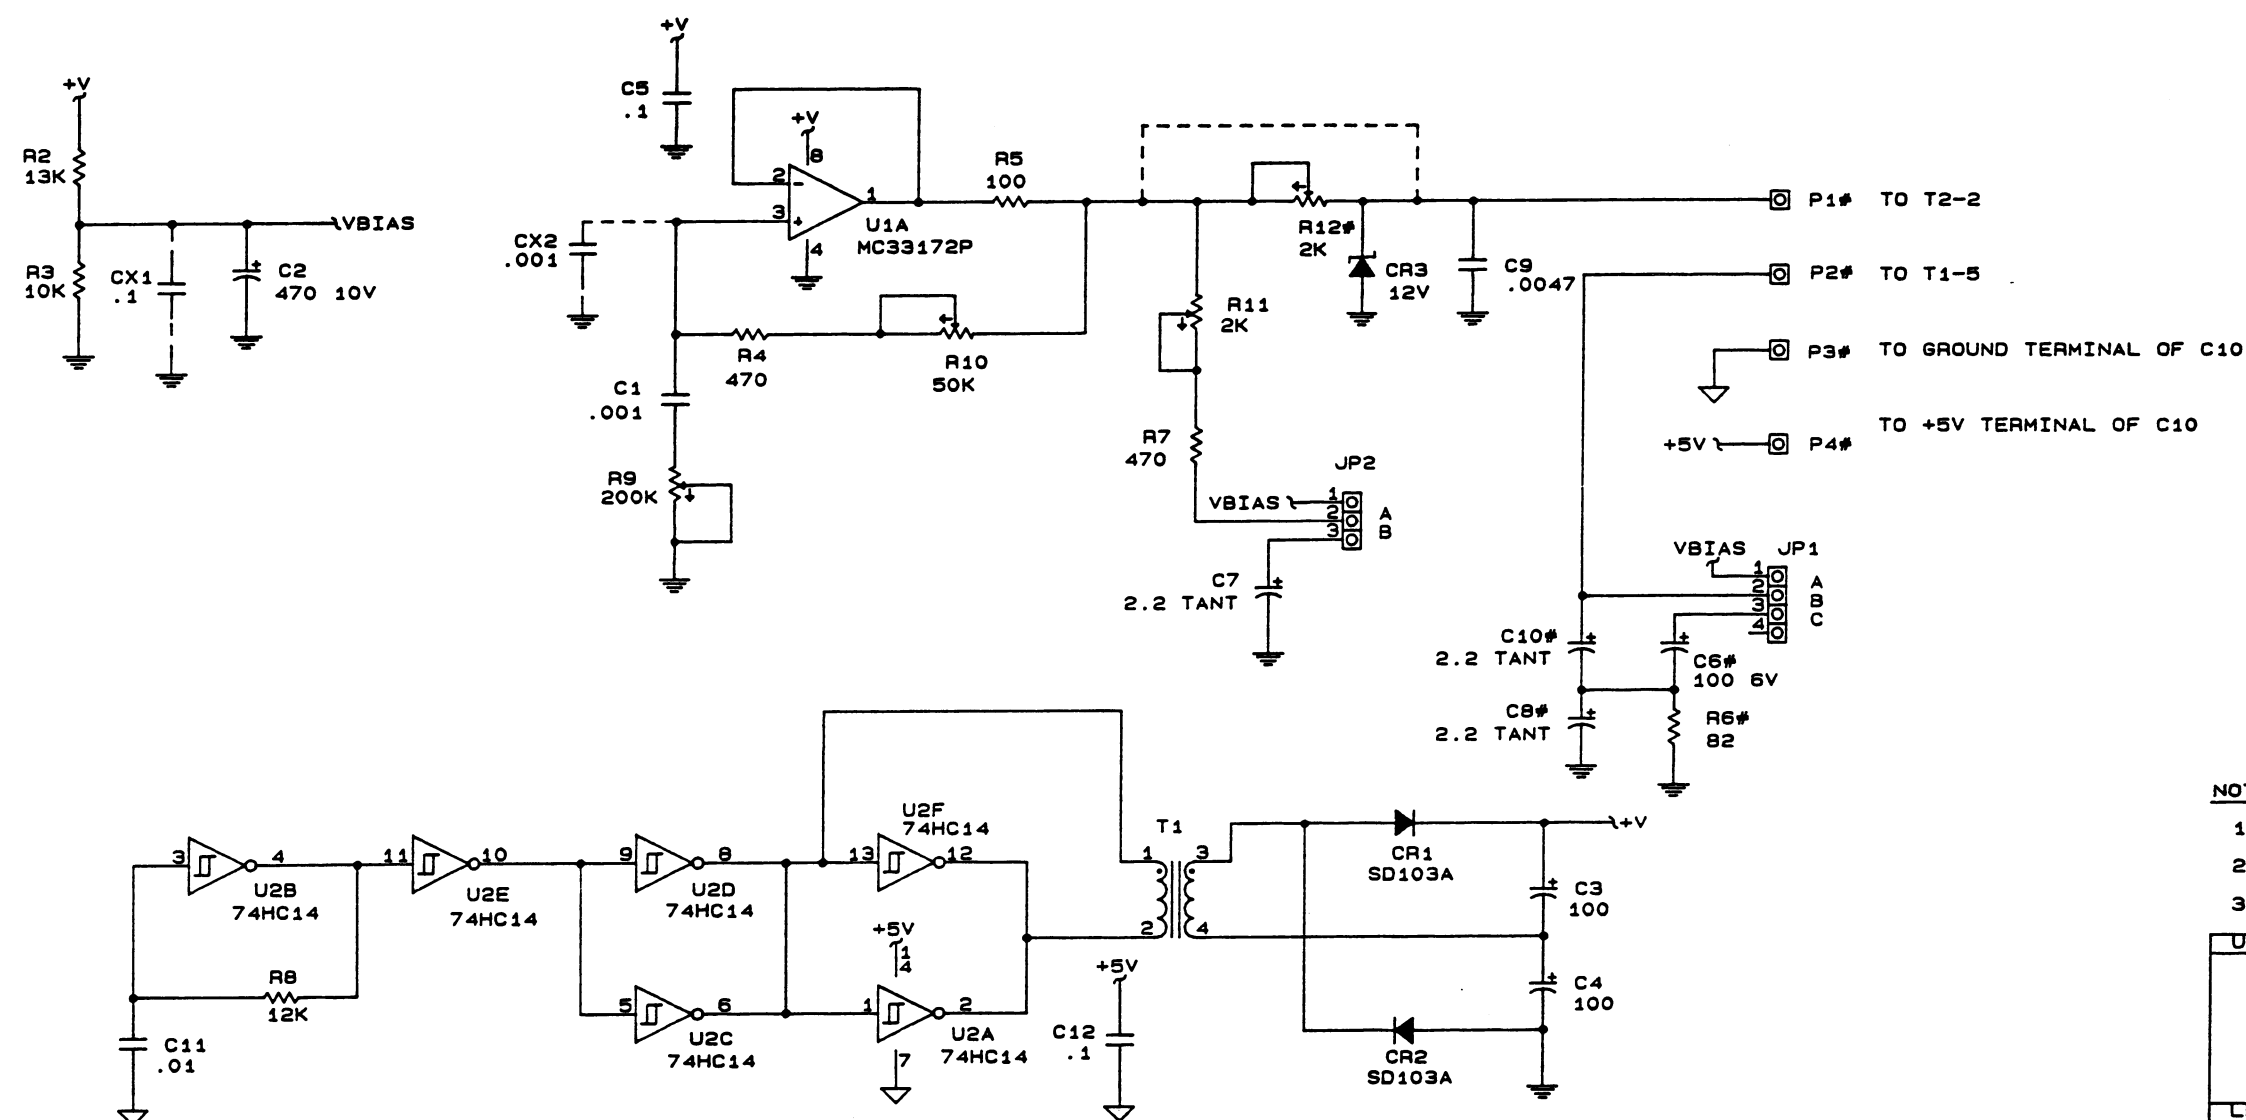 +V
R2
13K
R3
10K
VBIAS
CX1
.1
C2
470 10V
+
+V
C5
.1
+V
8
2
-
3
+
1
4
U1A
MC33172P
CX2
.001
R5
100
R4
470
R10
50K
C1
.001
R9
200K
R12#
2K
CR3
12V
C9
.0047
R11
2K
R7
470
JP2
VBIAS
1
2
3
A
B
C7
2.2 TANT
+
P1# TO T2-2
P2# TO T1-5
P3# TO GROUND TERMINAL OF C10
TO +5V TERMINAL OF C10
+5V
P4#
VBIAS
JP1
1
2
3
4
A
B
C
C10#
2.2 TANT
+
C6#
100 6V
+
C8#
2.2 TANT
+
R6#
82
3
4
U2B
74HC14
11
10
U2E
74HC14
9
8
U2D
74HC14
U2F
74HC14
13
12
R8
12K
C11
.01
5
6
U2C
74HC14
+5V
14
1
2
7
U2A
74HC14
+5V
C12
.1
T1
1
2
3
4
CR1
SD103A
+V
C3
100
+
C4
100
+
CR2
SD103A
1
2
3